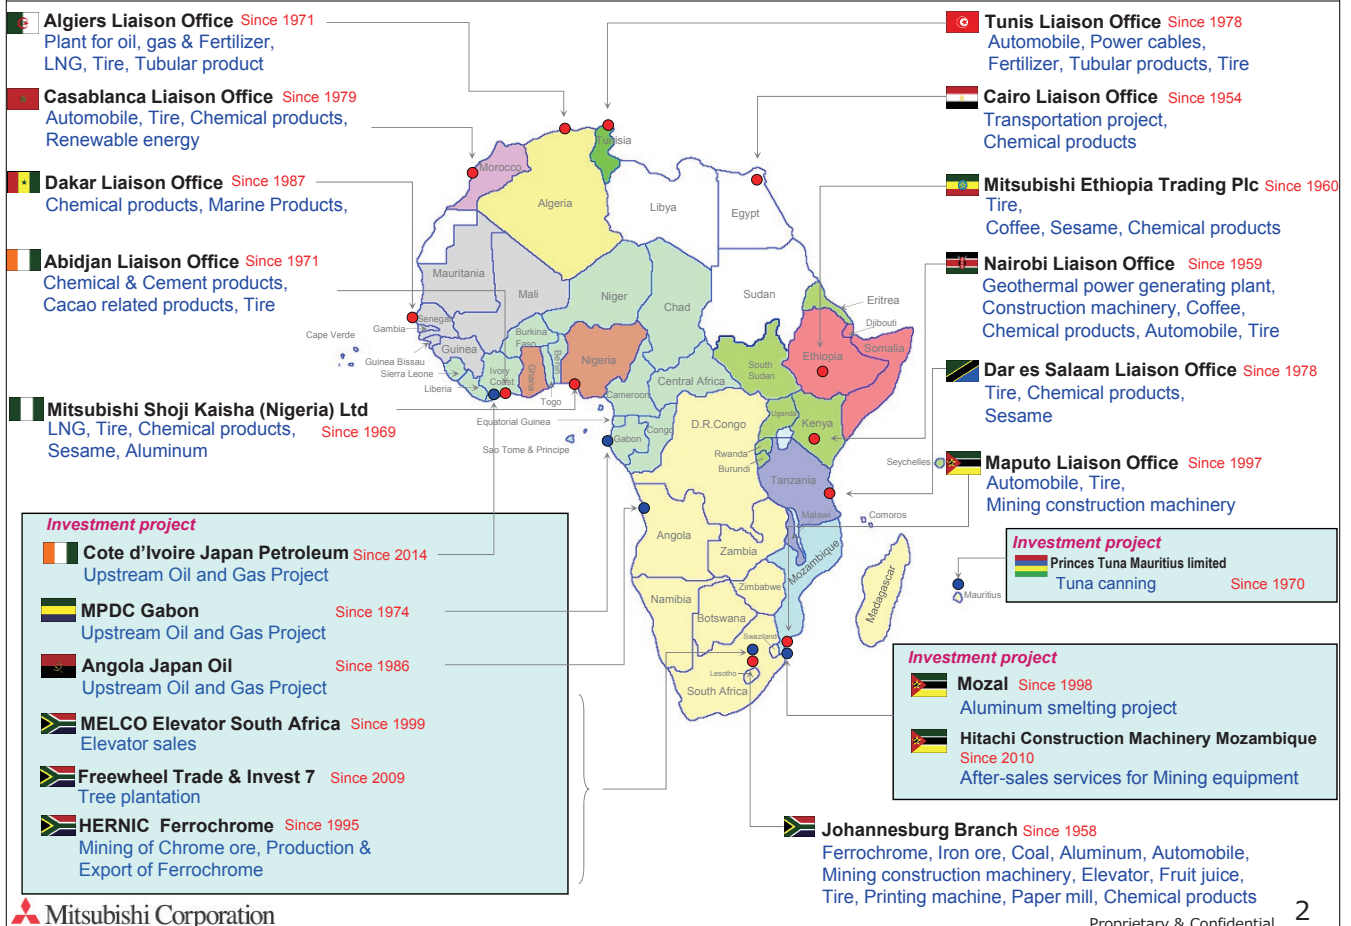 Algiers Liaison Office Since 1971
Plant for oil, gas & Fertilizer,
LNG, Tire, Tubular product
Casablanca Liaison Office Since 1979
Automobile, Tire, Chemical products,
Renewable energy
Dakar Liaison Office Since 1987
Chemical products, Marine Products,
Abidjan Liaison Office Since 1971
Chemical & Cement products,
Cacao related products, Tire
Mitsubishi Shoji Kaisha (Nigeria) Ltd
LNG, Tire, Chemical products, Since 1969
Sesame, Aluminum
Tunis Liaison Office Since 1978
Automobile, Power cables,
Fertilizer, Tubular products, Tire
Cairo Liaison Office Since 1954
Transportation project,
Chemical products
Mitsubishi Ethiopia Trading Plc Since 1960
Tire,
Coffee, Sesame, Chemical products
Nairobi Liaison Office Since 1959
Geothermal power generating plant,
Construction machinery, Coffee,
Chemical products, Automobile, Tire
Dar es Salaam Liaison Office Since 1978
Tire, Chemical products,
Sesame
Maputo Liaison Office Since 1997
Automobile, Tire,
Mining construction machinery
Tunisia
Morocco
Algeria
Libya
Egypt
Mauritania
Mali
Niger
Chad
Sudan
Eritrea
Djibouti
Senegal
Gambia
Cape Verde
Guinea
Guinea Bissau
Sierra Leone
Liberia
Burkina
Faso
Ivory
Coast
Ghana
Benin
Togo
Nigeria
Ethiopia
Somalia
South
Sudan
Central Africa
Cameroon
Equatorial Guinea
Sao Tome & Principe
Gabon
Congo
D.R.Congo
Uganda
Kenya
Rwanda
Burundi
Seychelles
Tanzania
Malawi
Comoros
Angola
Zambia
Mozambique
Zimbabwe
Madagascar
Mauritius
Namibia
Botswana
Swaziland
Lesotho
South Africa
Investment project
Cote d'Ivoire Japan Petroleum Since 2014
Upstream Oil and Gas Project
MPDC Gabon Since 1974
Upstream Oil and Gas Project
Angola Japan Oil Since 1986
Upstream Oil and Gas Project
MELCO Elevator South Africa Since 1999
Elevator sales
Freewheel Trade & Invest 7 Since 2009
Tree plantation
HERNIC Ferrochrome Since 1995
Mining of Chrome ore, Production &
Export of Ferrochrome
Investment project
Princes Tuna Mauritius limited
Tuna canning Since 1970
Investment project
Mozal Since 1998
Aluminum smelting project
Hitachi Construction Machinery Mozambique
Since 2010
After-sales services for Mining equipment
Johannesburg Branch Since 1958
Ferrochrome, Iron ore, Coal, Aluminum, Automobile,
Mining construction machinery, Elevator, Fruit juice,
Tire, Printing machine, Paper mill, Chemical products
Mitsubishi Corporation
Proprietary & Confidential 2